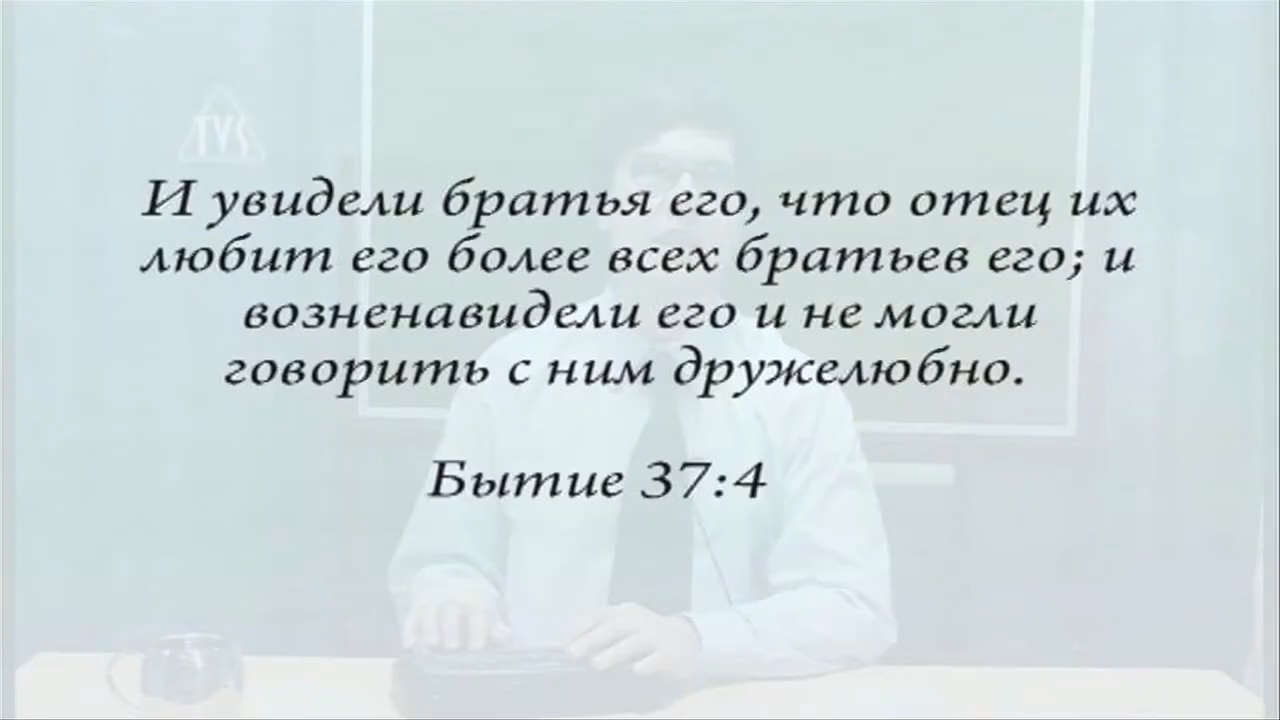 TVS
И увидели братья его, что отец их
любит его более всех братьев его; и
возненавидели его и не могли
говорить с ним дружелюбно.
Бытие 37:4